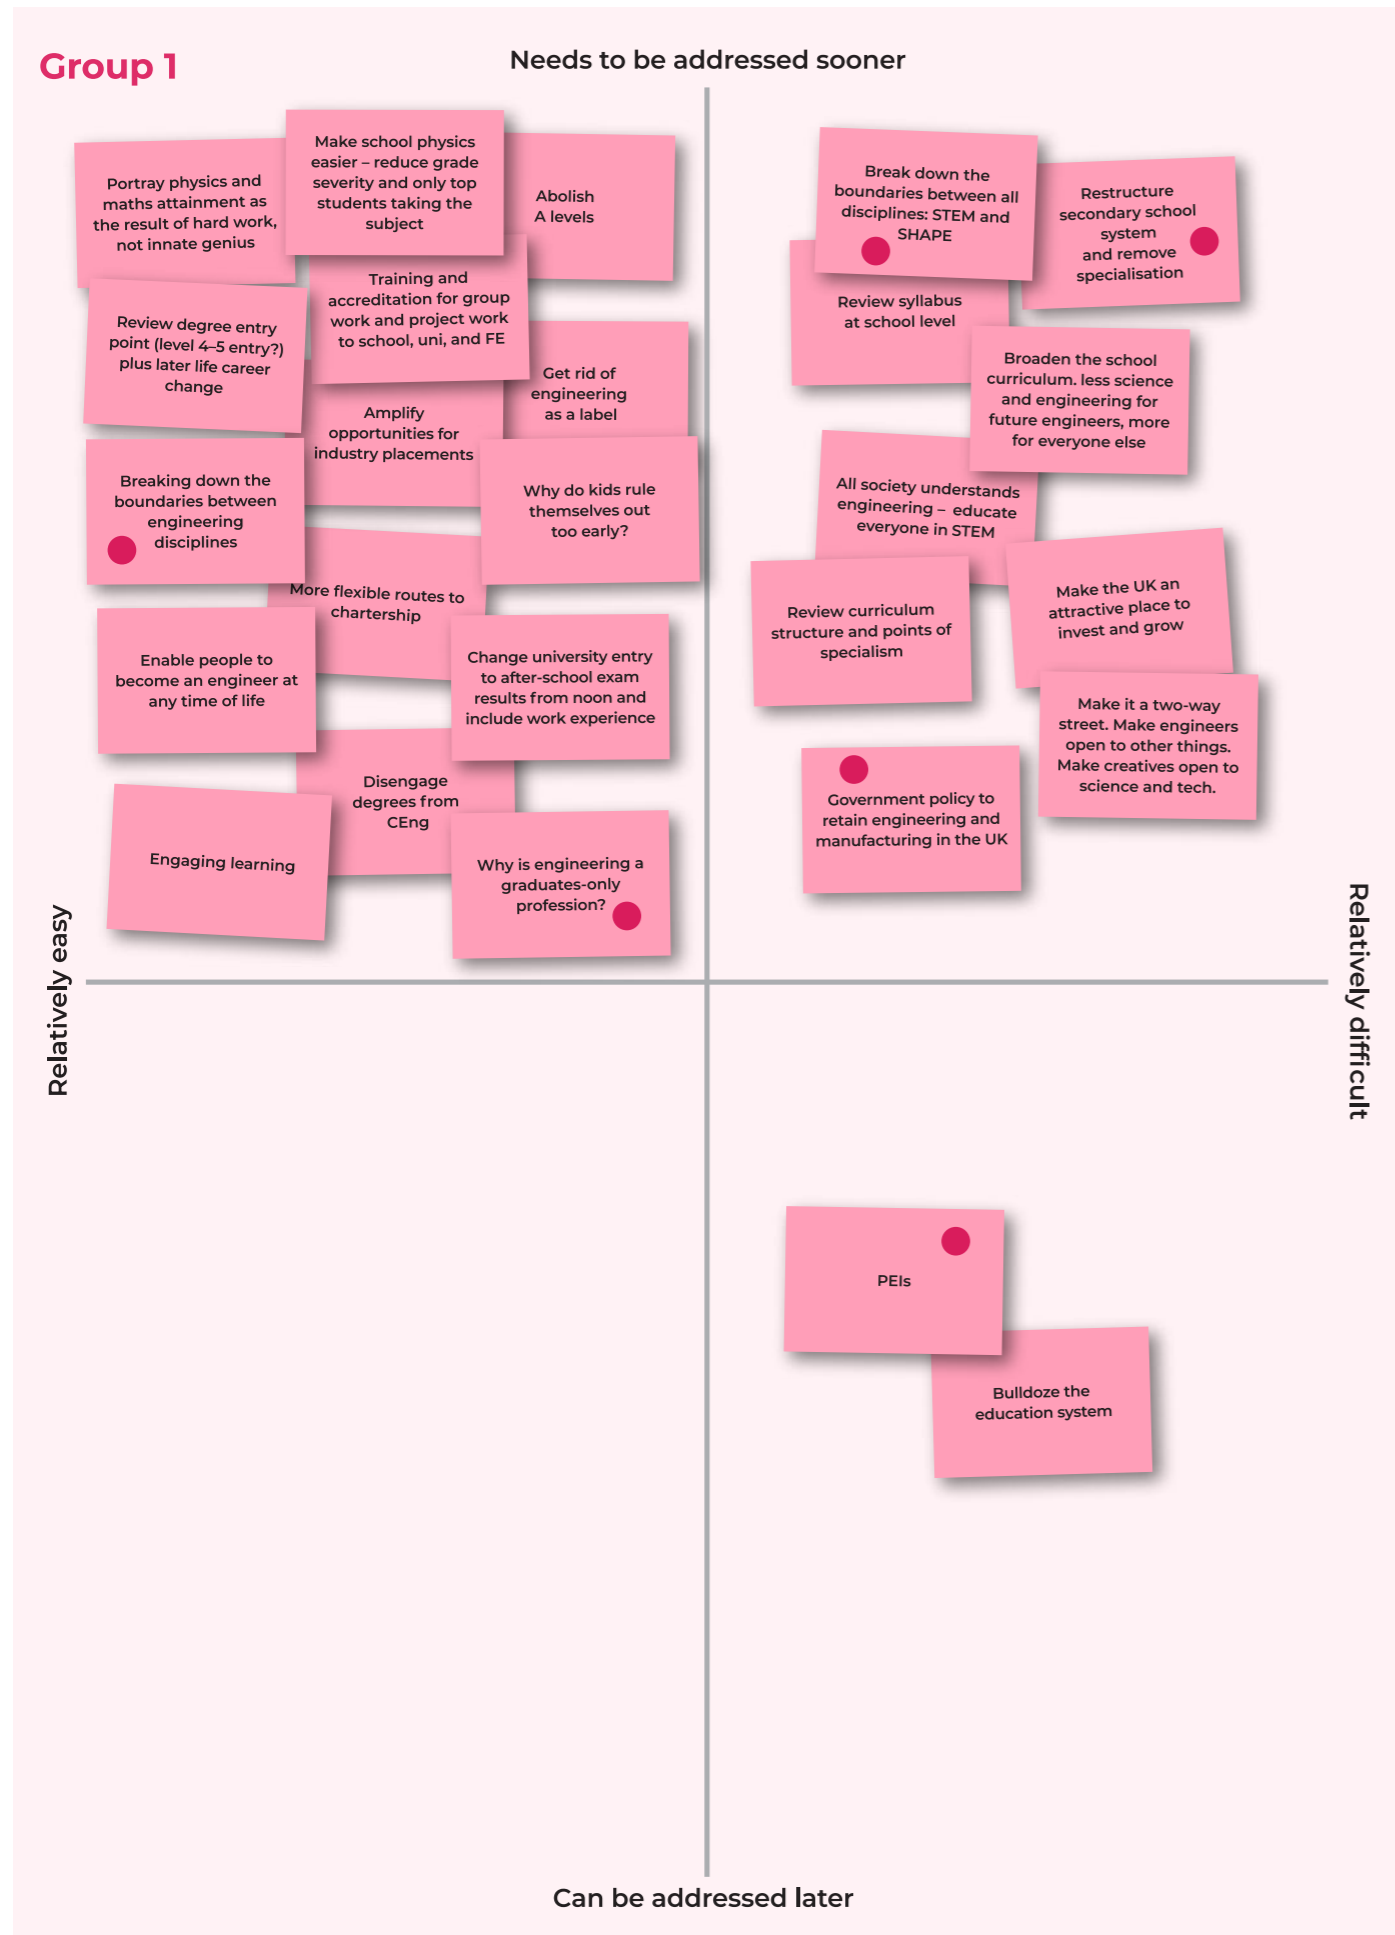 Group 1
Needs to be addressed sooner
Portray physics and
maths attainment as
the result of hard work,
not innate genius
Make school physics
easier – reduce grade
severity and only top
students taking the
subject
Abolish
A levels
Review degree entry
point (level 4–5 entry?)
plus later life career
change
Training and
accreditation for group
work and project work
to school, uni, and FE
Get rid of
engineering
as a label
Amplify
opportunities for
industry placements
Breaking down the
boundaries between
engineering
disciplines
Why do kids rule
themselves out
too early?
More flexible routes to
chartership
Enable people to
become an engineer at
any time of life
Change university entry
to after-school exam
results from noon and
include work experience
Disengage
degrees from
CEng
Engaging learning
Why is engineering a
graduates-only
profession?
Break down the
boundaries between all
disciplines: STEM and
SHAPE
Restructure
secondary school
system
and remove
specialisation
Review syllabus
at school level
Broaden the school
curriculum. less science
and engineering for
future engineers, more
for everyone else
All society understands
engineering – educate
everyone in STEM
Review curriculum
structure and points of
specialism
Make the UK an
attractive place to
invest and grow
Make it a two-way
street. Make engineers
open to other things.
Make creatives open to
science and tech.
Government policy to
retain engineering and
manufacturing in the UK
Relatively easy
Relatively difficult
PEIs
Bulldoze the
education system
Can be addressed later